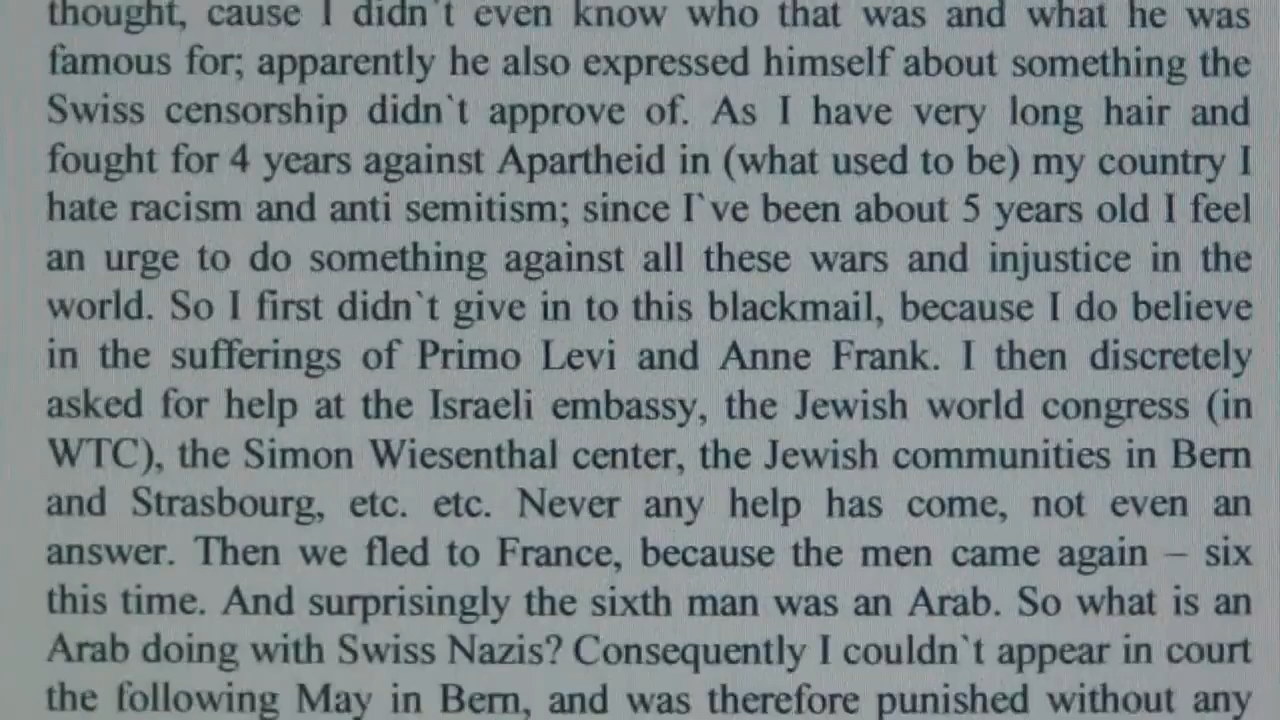 thought, cause I didn`t even know who that was and what he was
famous for; apparently he also expressed himself about something the
Swiss censorship didn`t approve of. As I have very long hair and
fought for 4 years against Apartheid in (what used to be) my country I
hate racism and anti semitism; since I`ve been about 5 years old I feel
an urge to do something against all these wars and injustice in the
world. So I first didn`t give in to this blackmail, because I do believe
in the sufferings of Primo Levi and Anne Frank. I then discretely
asked for help at the Israeli embassy, the Jewish world congress (in
WTC), the Simon Wiesenthal center, the Jewish communities in Bern
and Strasbourg, etc. etc. Never any help has come, not even an
answer. Then we fled to France, because the men came again – six
this time. And surprisingly the sixth man was an Arab. So what is an
Arab doing with Swiss Nazis? Consequently I couldn`t appear in court
the following May in Bern, and was therefore punished without any